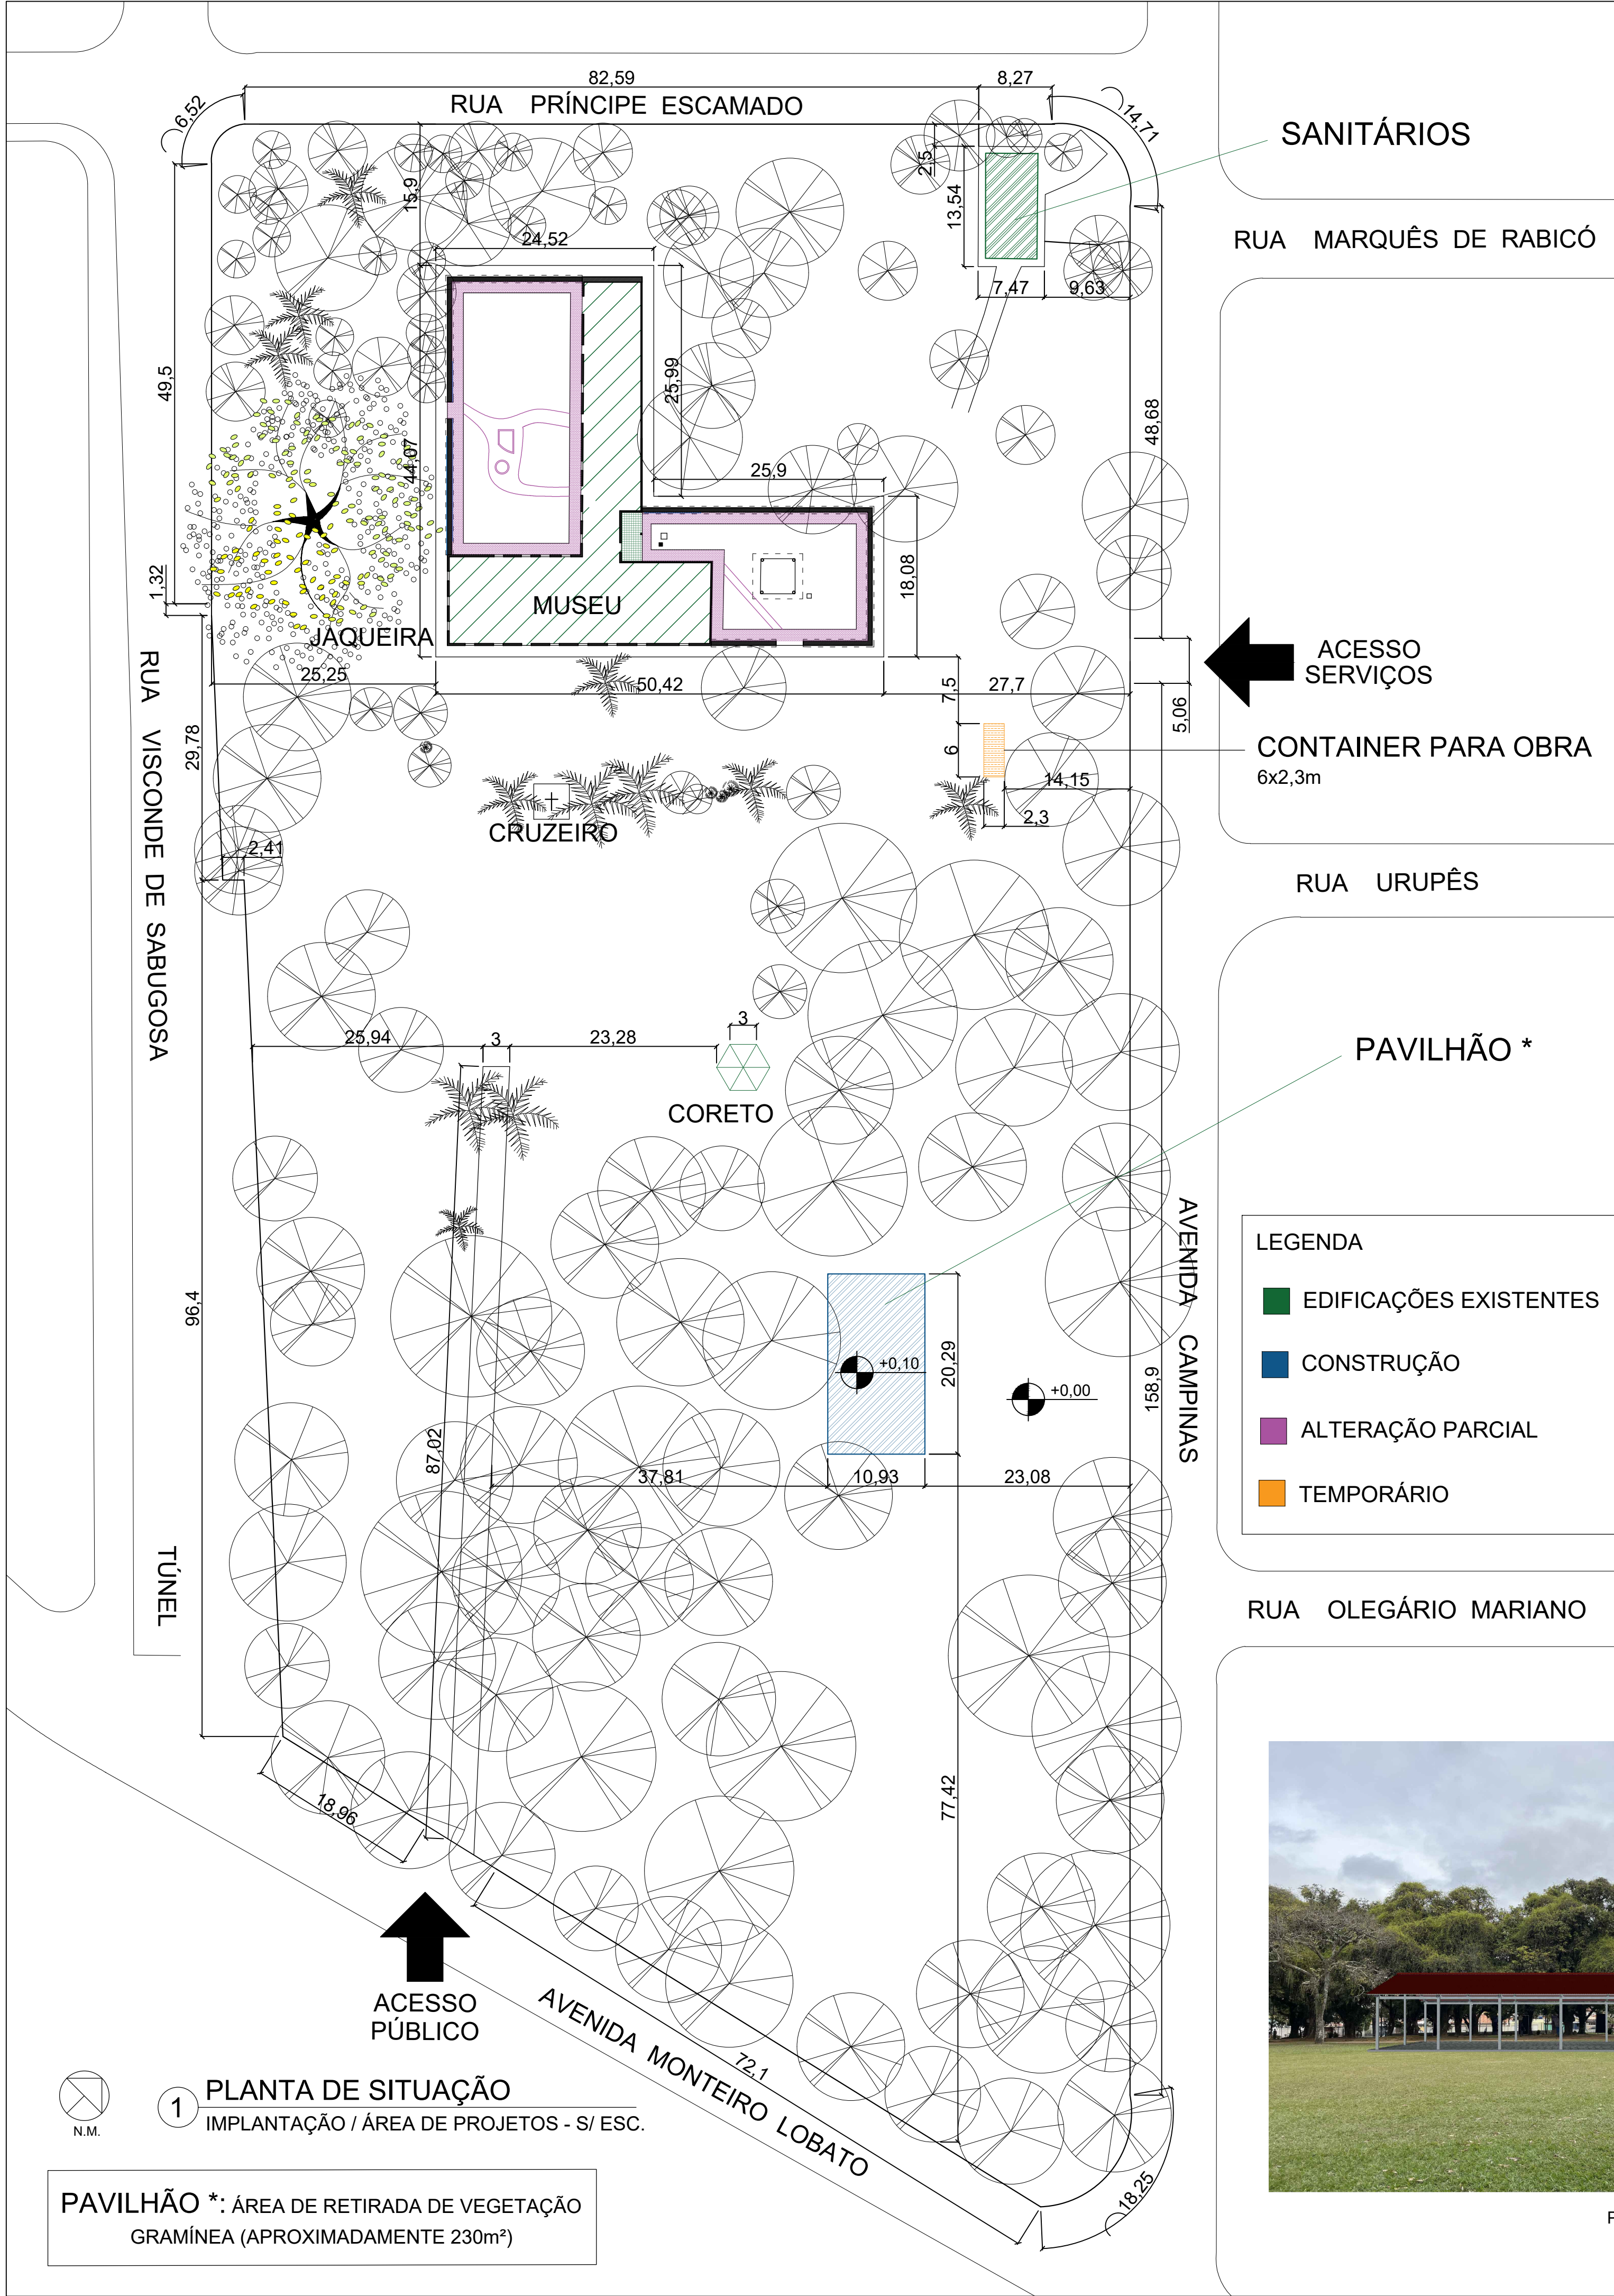 82,59
8,27
RUA PRÍNCIPE ESCAMADO
6,52
14,71
SANITÁRIOS
2,5
15,9
13,54
24,52
RUA MARQUÊS DE RABICÓ
7,47
9,63
49,5
25,99
48,68
44,07
25,9
18,08
1,32
MUSEU
JAQUEIRA
ACESSO
SERVIÇOS
25,25
50,42
7,5
27,7
5,06
RUA VISCONDE DE SABUGOSA
29,78
6
CONTAINER PARA OBRA
6x2,3m
14,15
2,3
CRUZEIRO
2,41
RUA URUPÊS
3
25,94
3
23,28
PAVILHÃO *
CORETO
AVENIDA CAMPINAS
LEGENDA
EDIFICAÇÕES EXISTENTES
CONSTRUÇÃO
ALTERAÇÃO PARCIAL
TEMPORÁRIO
96,4
+0,10
20,29
+0,00
158,9
87,02
37,81
10,93
23,08
TÚNEL
RUA OLEGÁRIO MARIANO
77,42
18,96
ACESSO
PÚBLICO
AVENIDA MONTEIRO LOBATO
72,1
18,25
N.M.
1
PLANTA DE SITUAÇÃO
IMPLANTAÇÃO / ÁREA DE PROJETOS - S/ ESC.
PAVILHÃO *: ÁREA DE RETIRADA DE VEGETAÇÃO
GRAMÍNEA (APROXIMADAMENTE 230m²)